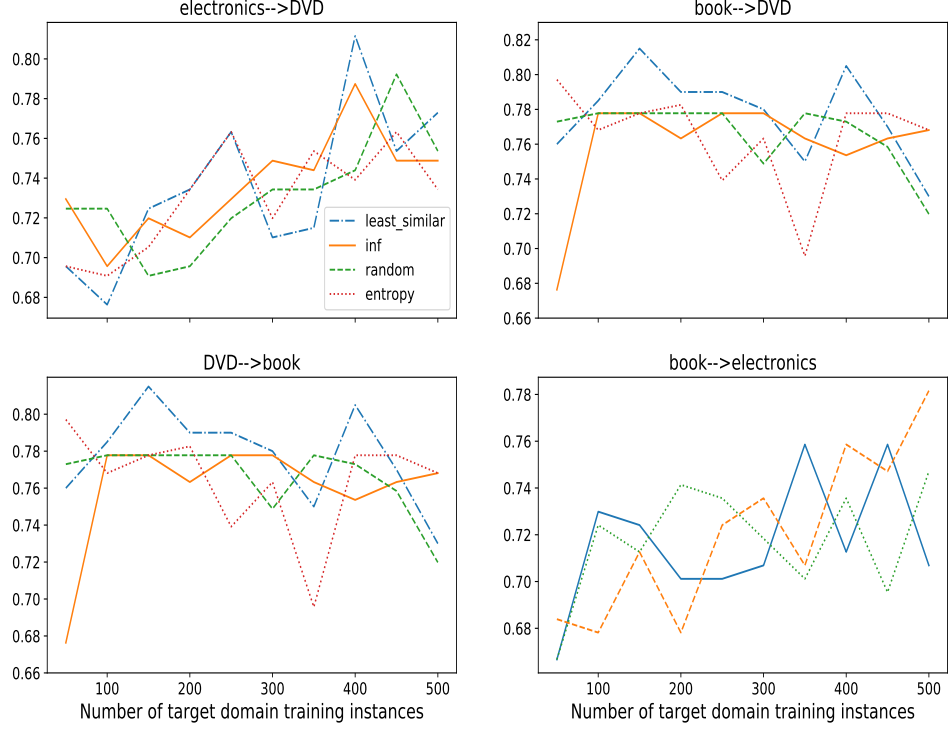 electronics-->DVD
0.80
0.78
0.76
0.74
0.72
0.70
0.68
least_similar
inf
random
entropy
book-->DVD
0.82
0.80
0.78
0.76
0.74
0.72
0.70
0.68
0.66
DVD-->book
0.80
0.78
0.76
0.74
0.72
0.70
0.68
0.66
100 200 300 400 500
Number of target domain training instances
book-->electronics
0.78
0.76
0.74
0.72
0.70
0.68
100 200 300 400 500
Number of target domain training instances